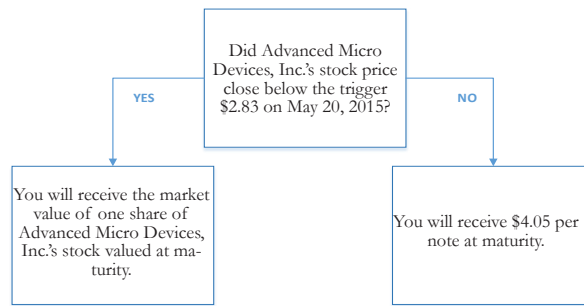 Did Advanced Micro
Devices, Inc.'s stock price
close below the trigger
$2.83 on May 20, 2015?
YES
NO
You will receive the market
value of one share of
Advanced Micro Devices,
Inc.'s stock valued at ma-
turity.
You will receive $4.05 per
note at maturity.